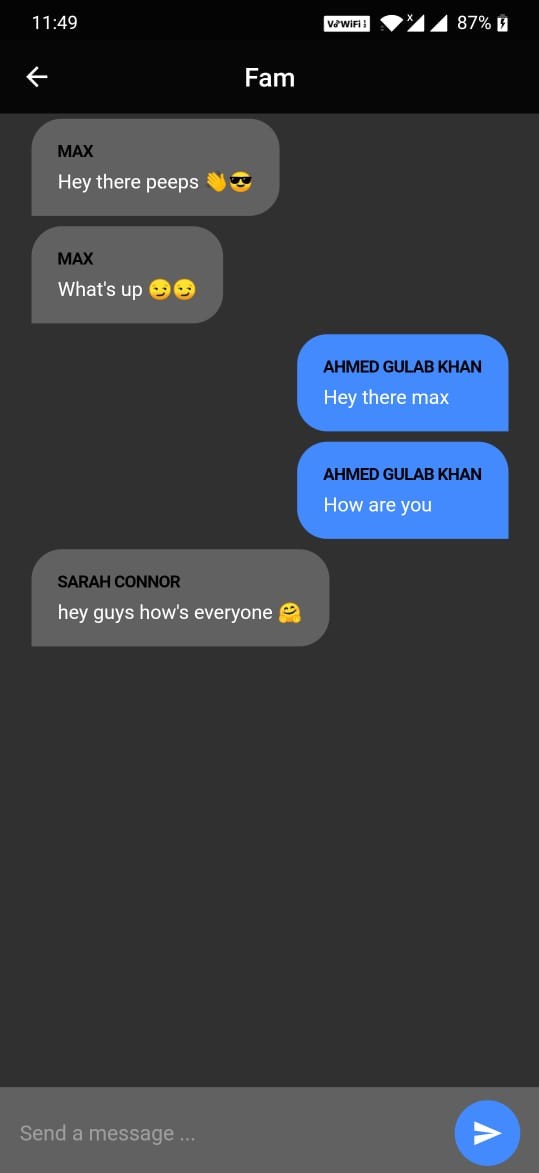 11:49 VoWiFi 87%
Fam
MAX
Hey there peeps 👋😎
MAX
What's up 😏😏
AHMED GULAB KHAN
Hey there max
AHMED GULAB KHAN
How are you
SARAH CONNOR
hey guys how's everyone 🤗
Send a message ...